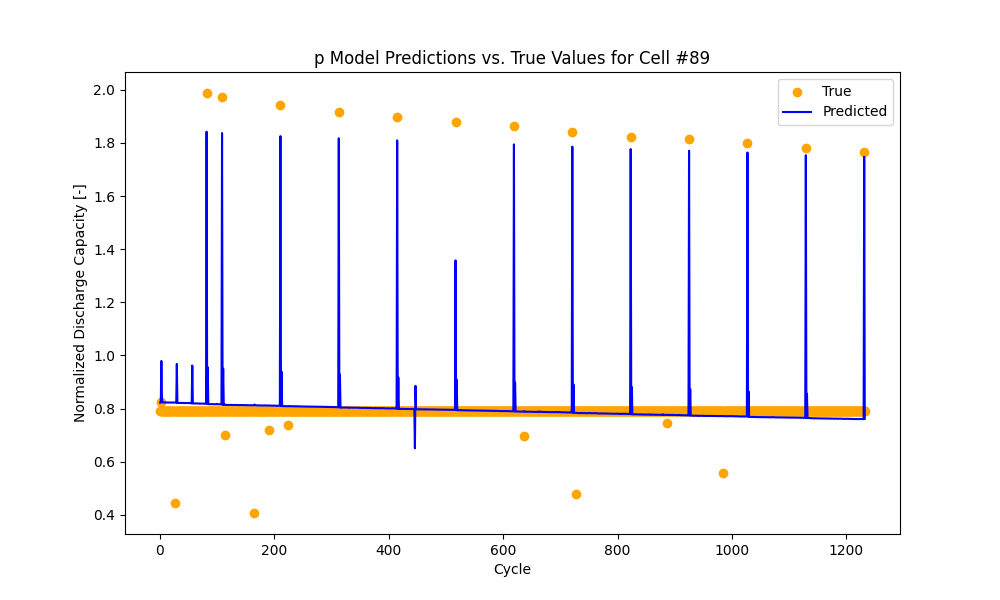 p Model Predictions vs. True Values for Cell #89
True
Predicted
Normalized Discharge Capacity [-]
2.0
1.8
1.6
1.4
1.2
1.0
0.8
0.6
0.4
0 200 400 600 800 1000 1200
Cycle